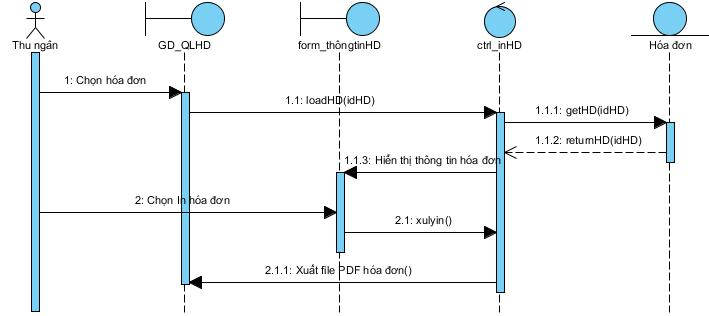 Thu ngân
GD_QLHD
form_thôngtinHD
ctrl_inHD
Hóa đơn
1: Chọn hóa đơn
1.1: loadHD(idHD)
1.1.1: getHD(idHD)
1.1.2: returnHD(idHD)
1.1.3: Hiển thị thông tin hóa đơn
2: Chọn In hóa đơn
2.1: xulyin()
2.1.1: Xuất file PDF hóa đơn()